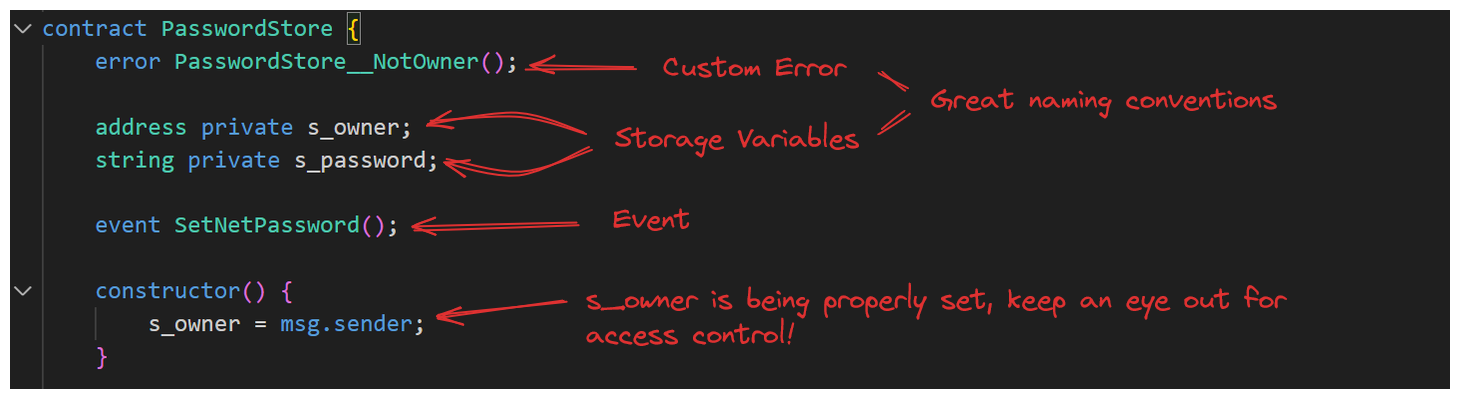 contract PasswordStore {
error PasswordStore__NotOwner();
Custom Error
Great naming conventions
address private s_owner;
Storage Variables
string private s_password;
event SetNetPassword();
Event
constructor() {
s_owner = msg.sender;
s_owner is being properly set, keep an eye out for
access control!
}